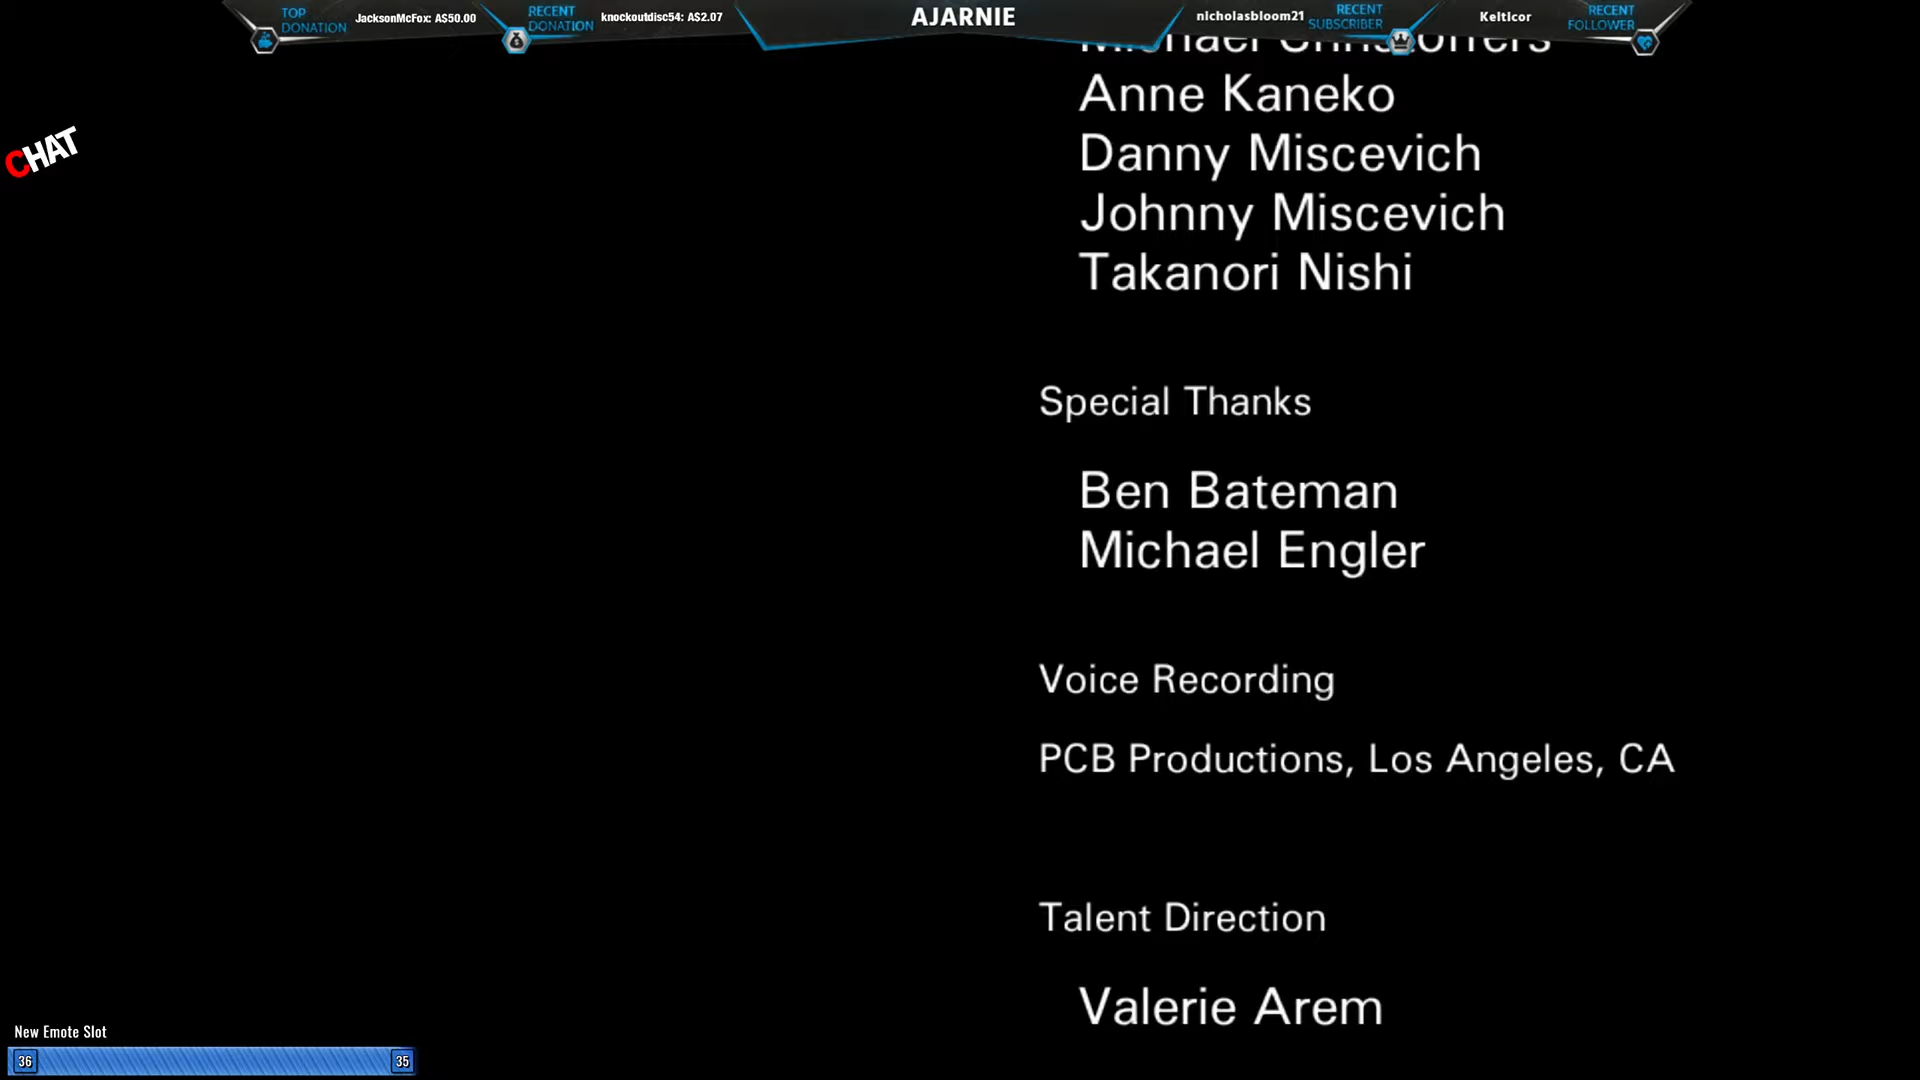 TOP
DONATION
JacksonMcFox: A$50.00
RECENT
DONATION
knockoutdisc54: A$2.07
AJARNIE
nicholasbloom21
RECENT
SUBSCRIBER
Kelticor
RECENT
FOLLOWER
Michael
Anne Kaneko
CHAT
Danny Miscevich
Johnny Miscevich
Takanori Nishi
Special Thanks
Ben Bateman
Michael Engler
Voice Recording
PCB Productions, Los Angeles, CA
Talent Direction
Valerie Arem
New Emote Slot
36
35